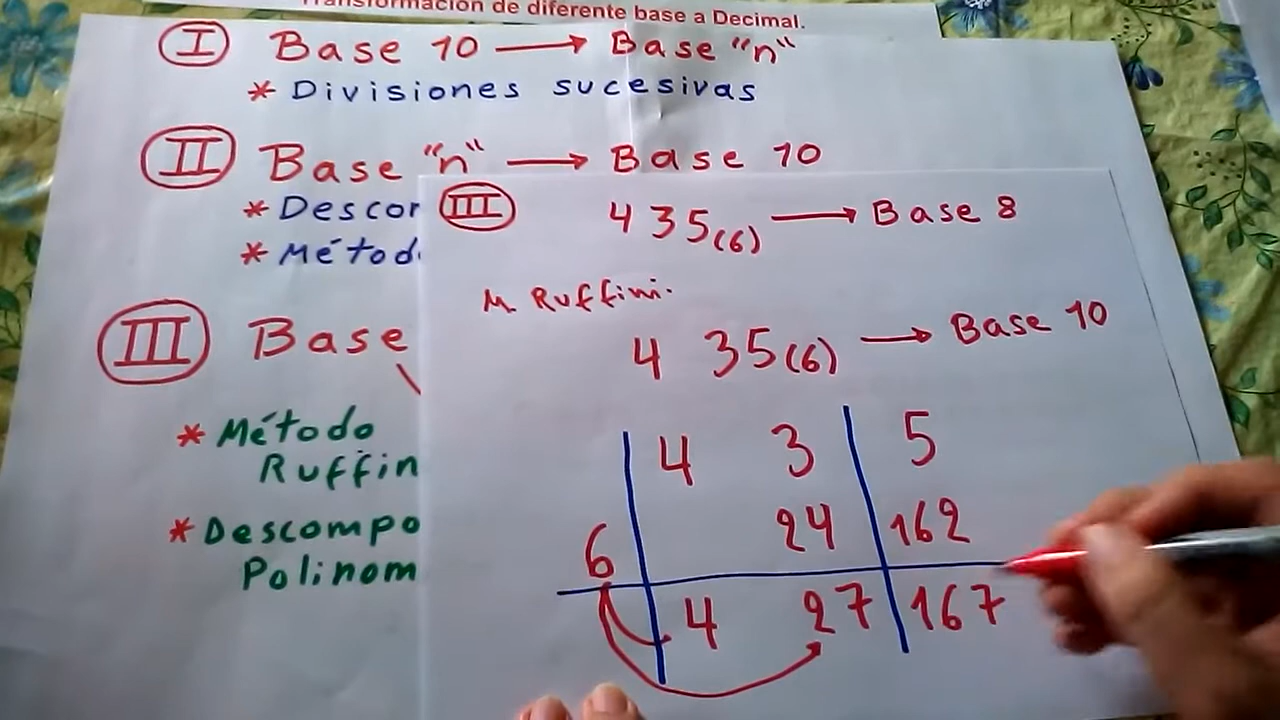 Transformación de diferente base a Decimal.
I Base 10 → Base "n"
* Divisiones sucesivas
II Base "n" → Base 10
* Descor
* Métod
III Base
* Método
Ruffin
* Descompo
Polinom
III 435(6) → Base 8
M. Ruffini.
4 35(6) → Base 10
4 3 5
6 24 162
4 27 167